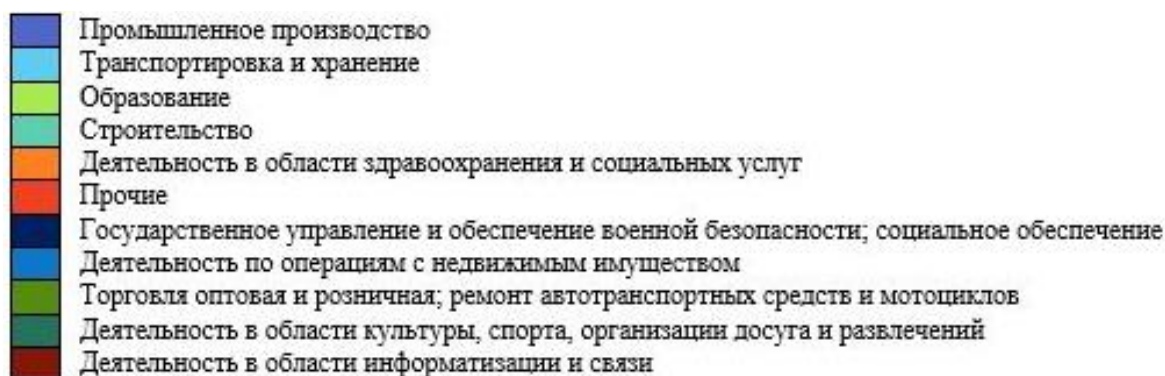 Промышленное производство
Транспортировка и хранение
Образование
Строительство
Деятельность в области здравоохранения и социальных услуг
Прочие
Государственное управление и обеспечение военной безопасности; социальное обеспечение
Деятельность по операциям с недвижимым имуществом
Торговля оптовая и розничная; ремонт автотранспортных средств и мотоциклов
Деятельность в области культуры, спорта, организации досуга и развлечений
Деятельность в области информатизации и связи